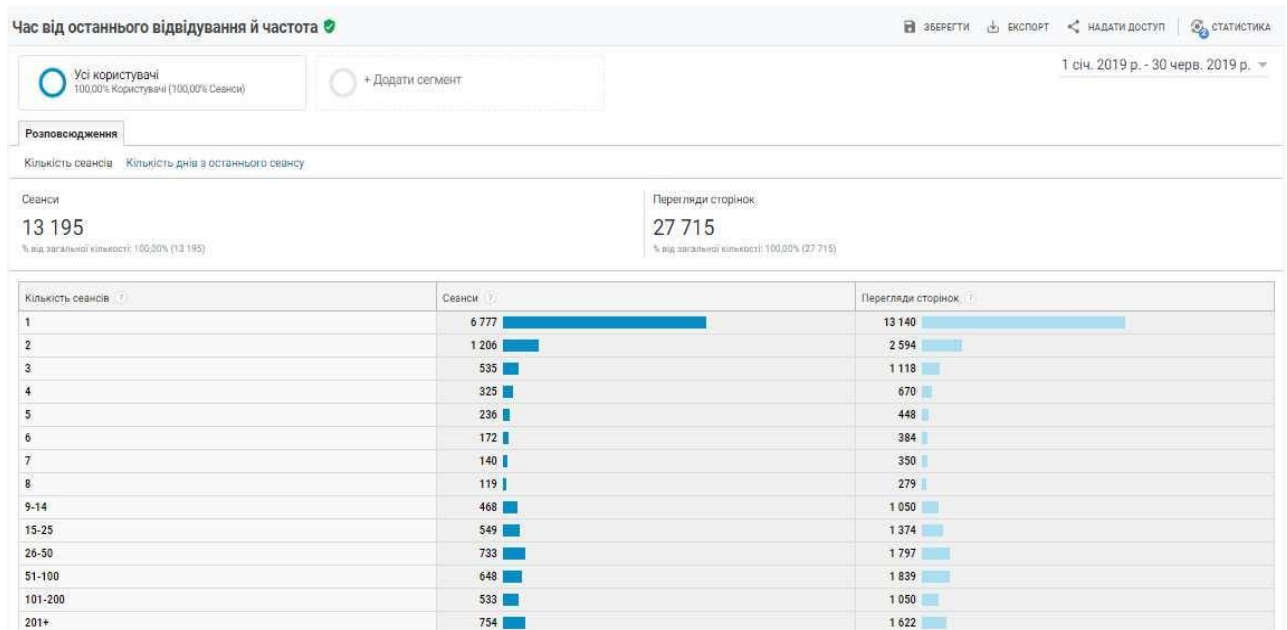 Час від останнього відвідування й частота
ЗБЕРЕГТИ ЕКСПОРТ НАДАТИ ДОСТУП СТАТИСТИКА
Усі користувачі
100,00% Користувачі (100,00% Сеанси)
+ Додати сегмент
1 січ. 2019 р. - 30 черв. 2019 р.
Розповсюдження
Кількість сеансів Кількість днів з останнього сеансу
Сеанси
13 195
% від загальної кількості: 100,00% (13 195)
Перегляди сторінок
27 715
% від загальної кількості: 100,00% (27 715)
Кількість сеансів ? Сеанси ? Перегляди сторінок ?
1 6 777 13 140
2 1 206 2 594
3 535 1 118
4 325 670
5 236 448
6 172 384
7 140 350
8 119 279
9-14 468 1 050
15-25 549 1 374
26-50 733 1 797
51-100 648 1 839
101-200 533 1 050
201+ 754 1 622